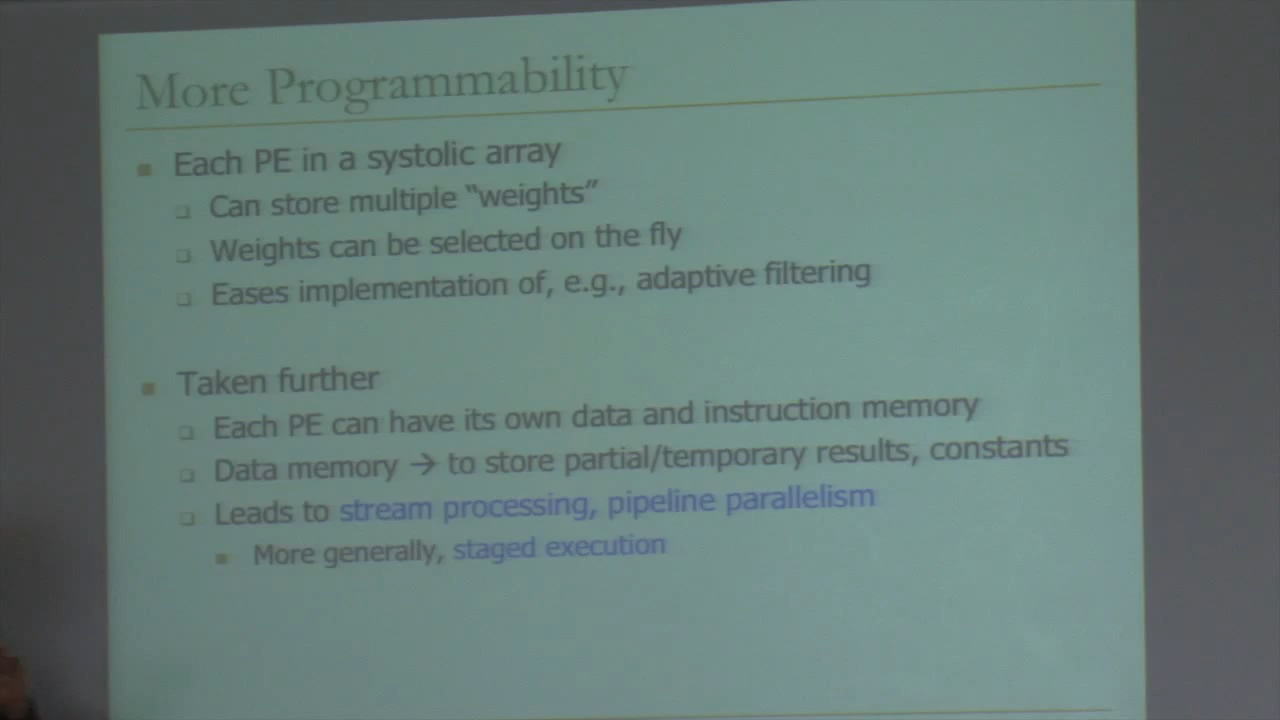 More Programmability
Each PE in a systolic array
Can store multiple “weights”
Weights can be selected on the fly
Eases implementation of, e.g., adaptive filtering
Taken further
Each PE can have its own data and instruction memory
Data memory → to store partial/temporary results, constants
Leads to stream processing, pipeline parallelism
More generally, staged execution